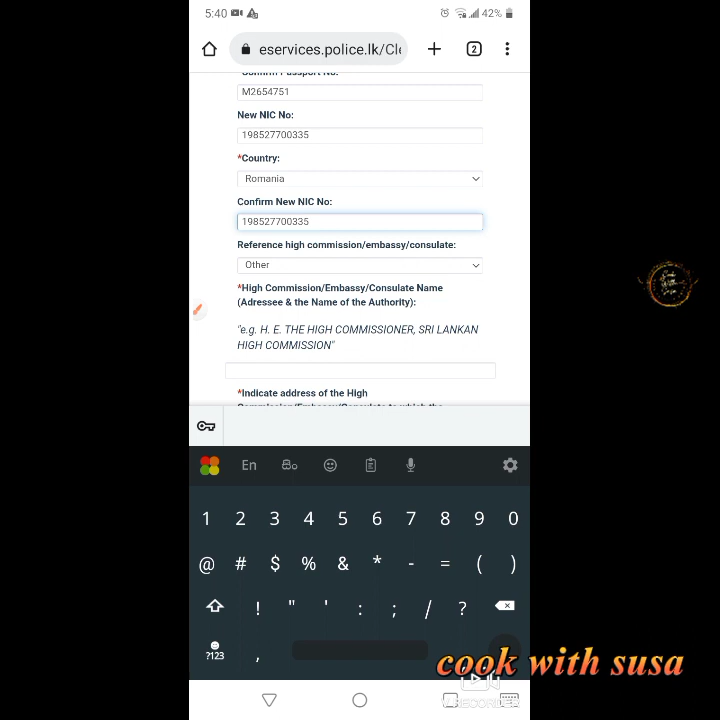 5:40
42%
eservices.police.lk/Cl
2
Confirm Passport No:
M2654751
New NIC No:
198527700335
*Country:
Romania
Confirm New NIC No:
198527700335
Reference high commission/embassy/consulate:
Other
*High Commission/Embassy/Consulate Name
(Adressee & the Name of the Authority):
"e.g. H. E. THE HIGH COMMISSIONER, SRI LANKAN
HIGH COMMISSION"
*Indicate address of the High
En
1 2 3 4 5 6 7 8 9 0
@ # $ % & * - = ( )
! " ' : ; / ?
?123 ,
cook with susa